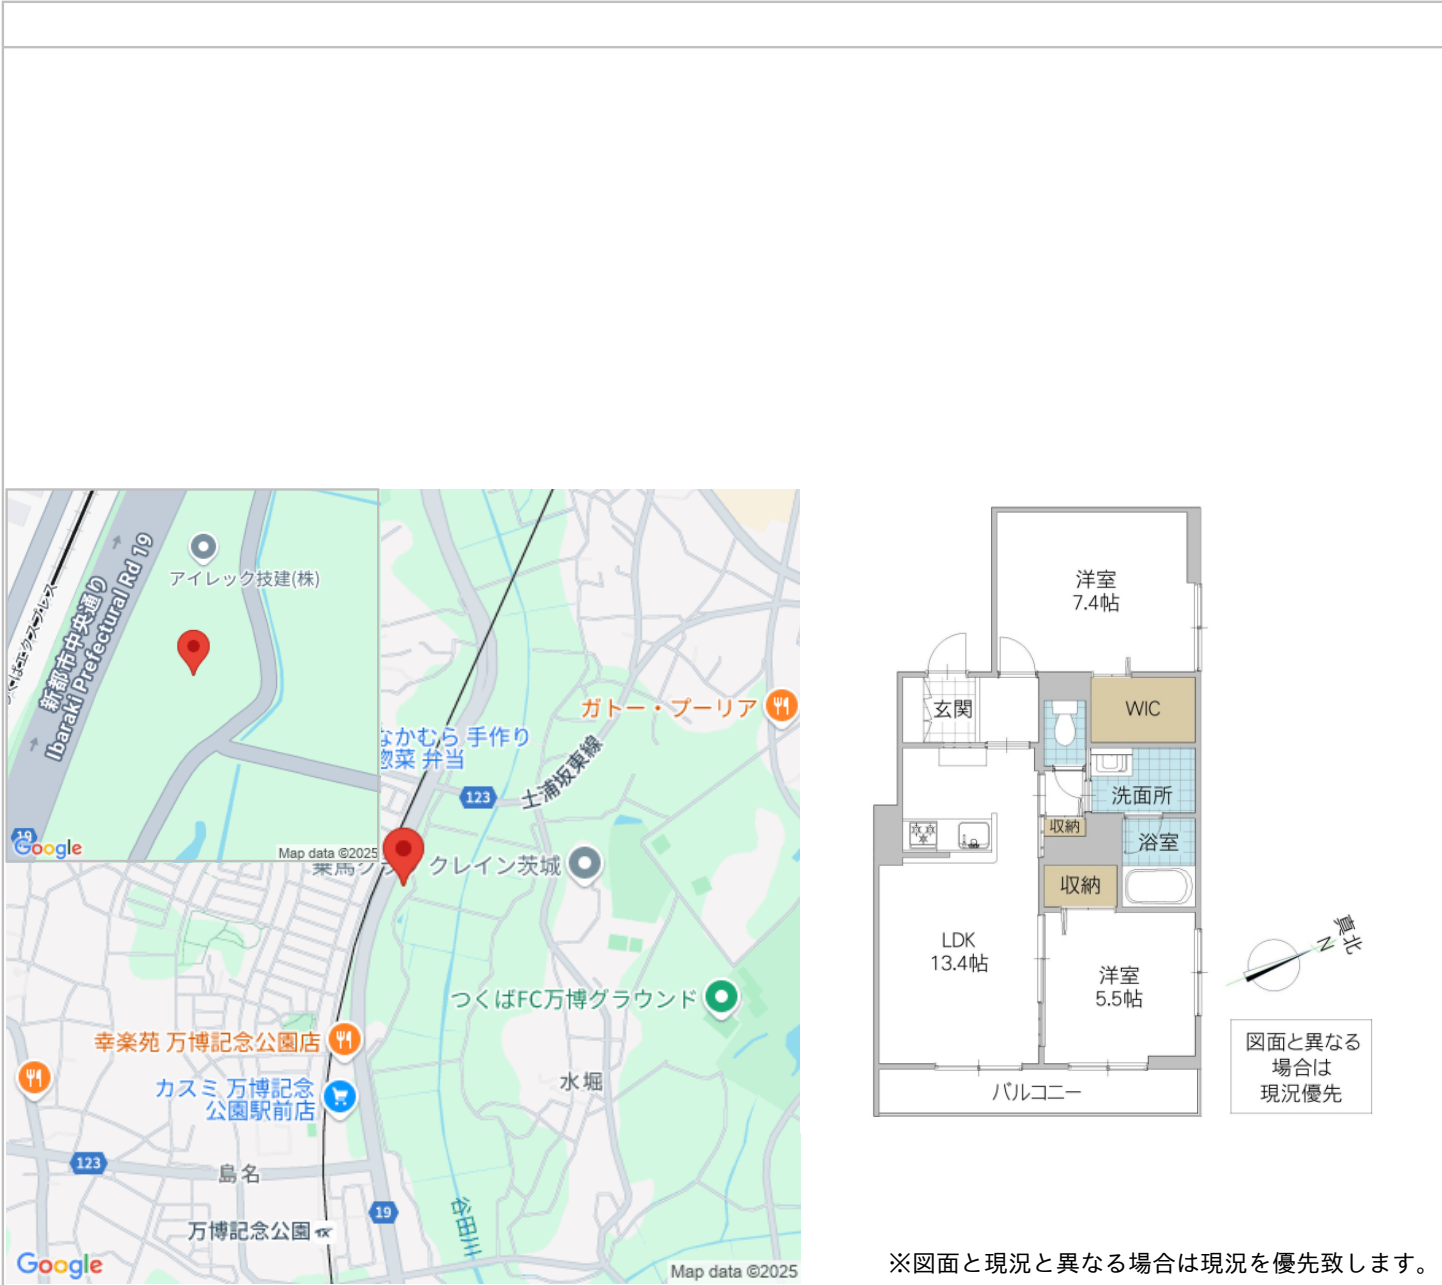 アイレック技建(株)
新都市中央通り
Ibaraki Prefectural Rd 19
19
Google
Map data ©2025
ガトー・プーリア
なかむら 手作り
惣菜 弁当
土浦坂東線
123
クレイン茨城
つくばFC万博グラウンド
幸楽苑 万博記念公園店
カスミ 万博記念
公園駅前店
水堀
123
島名
19
谷田川
万博記念公園
Google
Map data ©2025
洋室
7.4帖
玄関
WIC
洗面所
収納
浴室
収納
LDK
13.4帖
洋室
5.5帖
バルコニー
真北
N
図面と異なる
場合は
現況優先
※図面と現況と異なる場合は現況を優先致します。